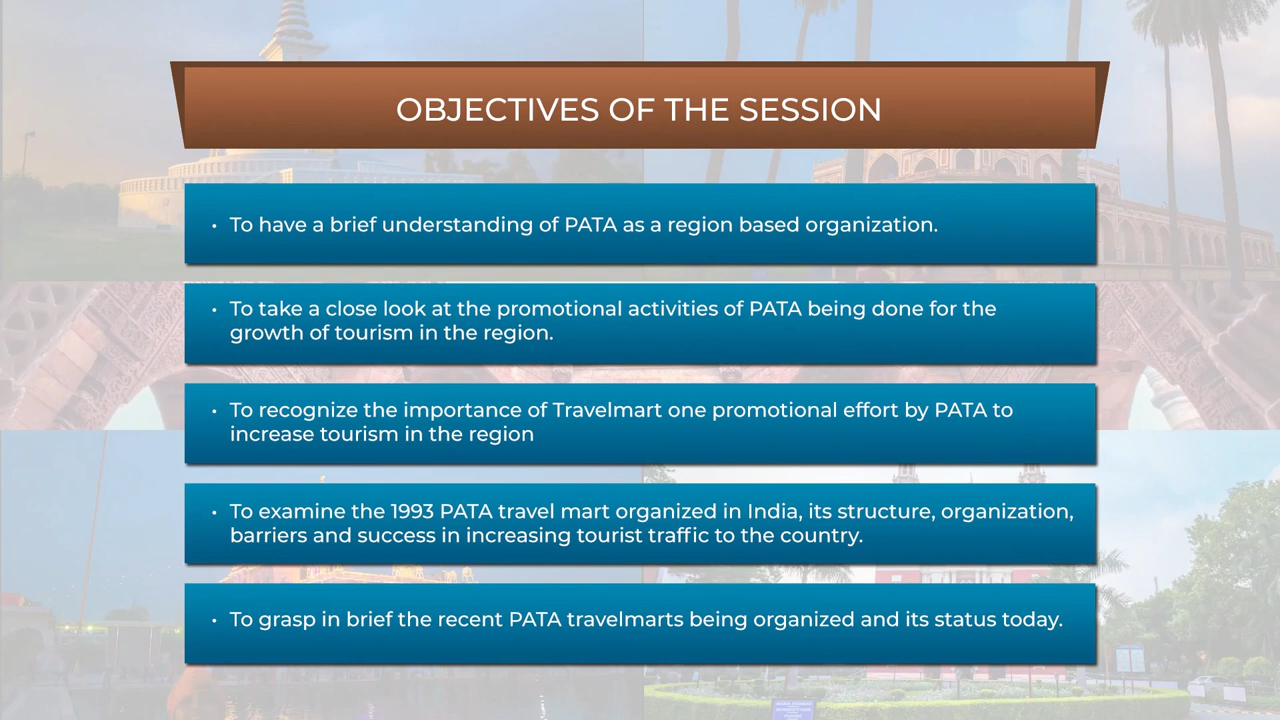 OBJECTIVES OF THE SESSION
• To have a brief understanding of PATA as a region based organization.
• To take a close look at the promotional activities of PATA being done for the
growth of tourism in the region.
• To recognize the importance of Travelmart one promotional effort by PATA to
increase tourism in the region
• To examine the 1993 PATA travel mart organized in India, its structure, organization,
barriers and success in increasing tourist traffic to the country.
• To grasp in brief the recent PATA travelmarts being organized and its status today.